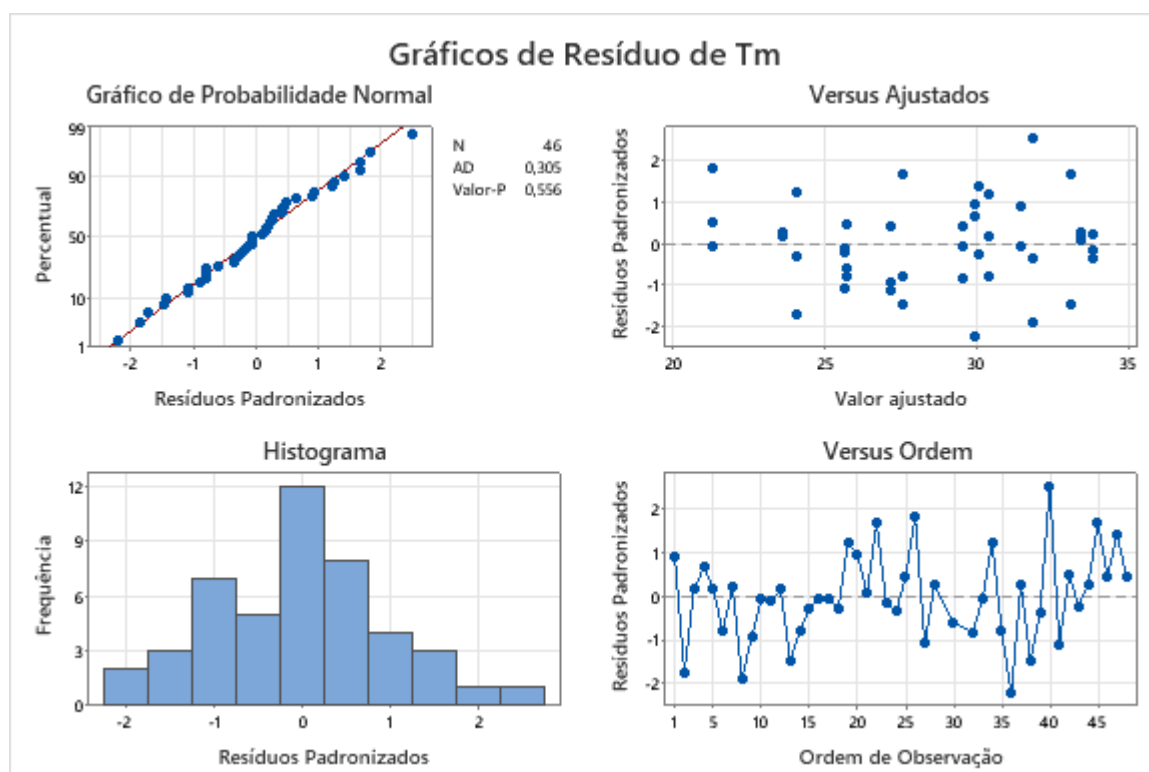 Gráficos de Resíduo de Tm
Gráfico de Probabilidade Normal
99
90
50
10
1
Percentual
-2
-1
0
1
2
Resíduos Padronizados
N 46
AD 0,305
Valor-P 0,556
Versus Ajustados
2
1
0
-1
-2
Resíduos Padronizados
20
25
30
35
Valor ajustado
Histograma
12
9
6
3
0
Frequência
-2
-1
0
1
2
Resíduos Padronizados
Versus Ordem
2
1
0
-1
-2
Resíduos Padronizados
1
5
10
15
20
25
30
35
40
45
Ordem de Observação